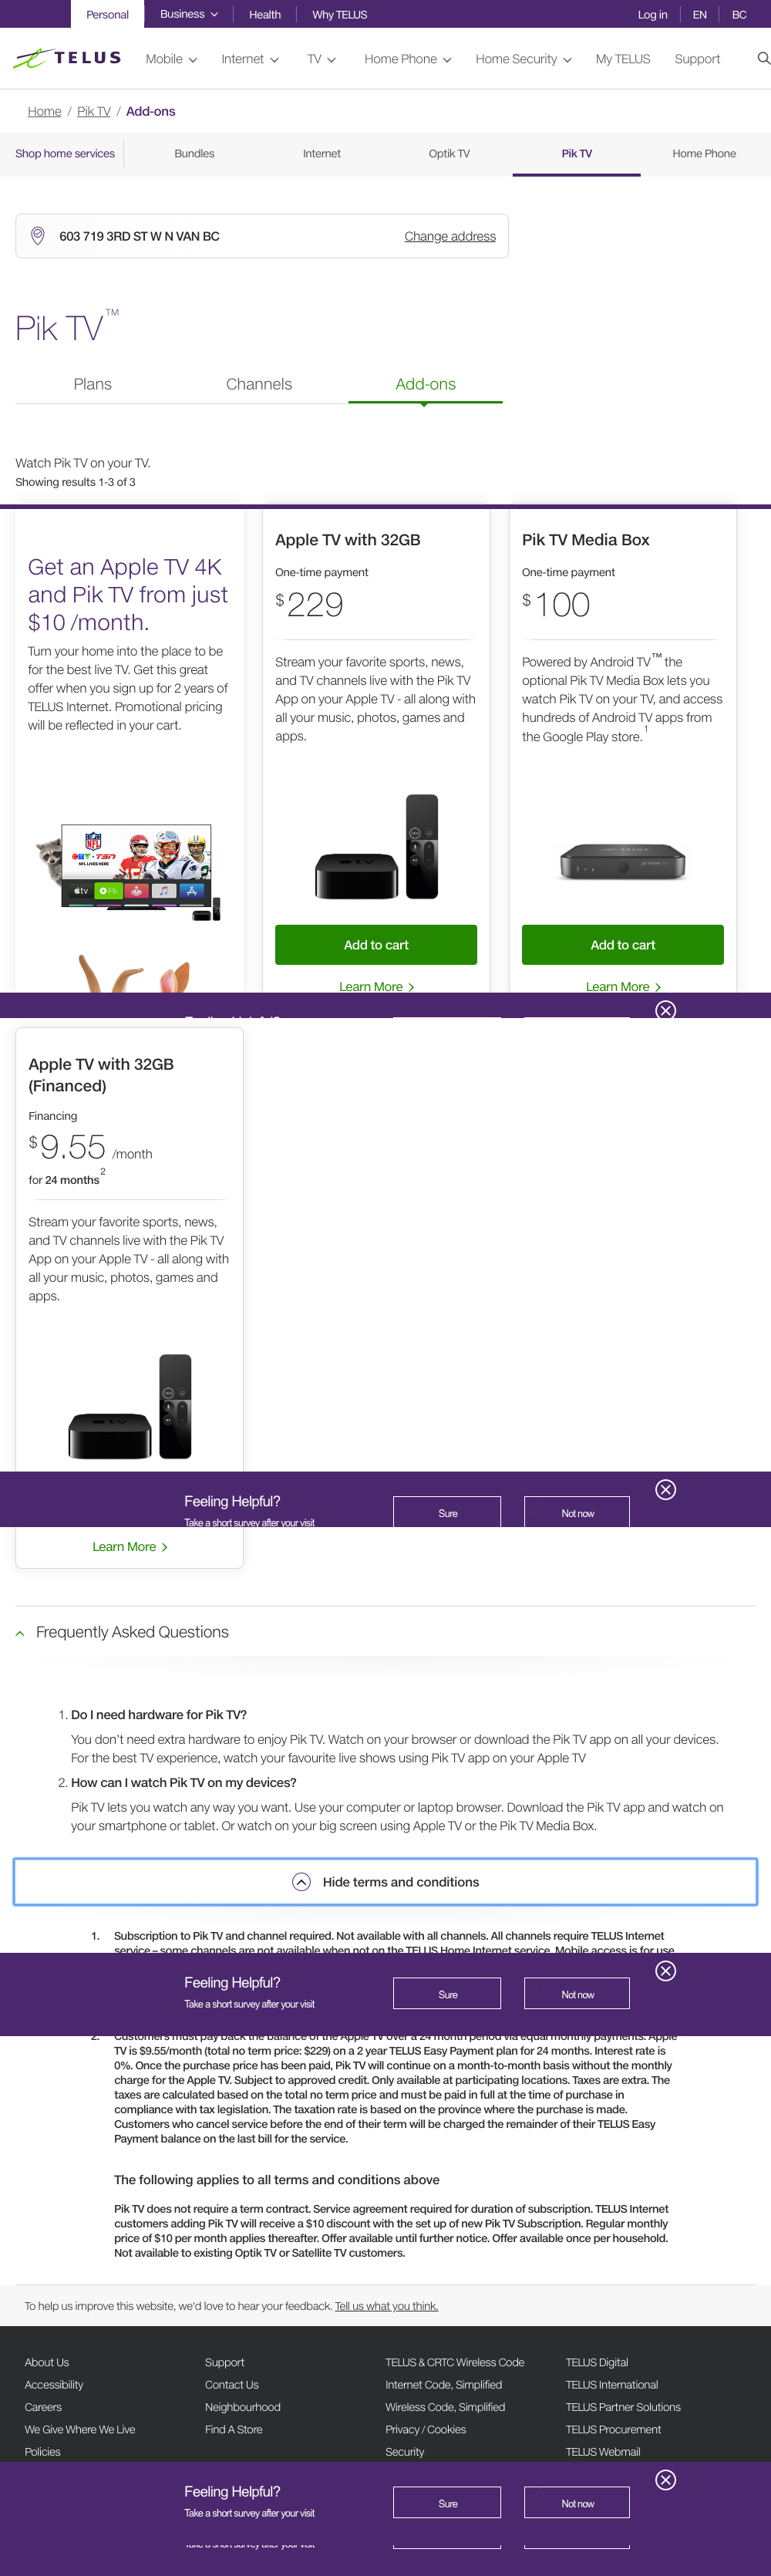 Personal
Business
Health
Why TELUS
Log in
EN
BC
TELUS
Mobile
Internet
TV
Home Phone
Home Security
My TELUS
Support
Home / Pik TV / Add-ons
Shop home services
Bundles
Internet
Optik TV
Pik TV
Home Phone
603 719 3RD ST W N VAN BC
Change address
Pik TV™
Plans
Channels
Add-ons
Watch Pik TV on your TV.
Showing results 1-3 of 3
Get an Apple TV 4K
and Pik TV from just
$10 /month.
Turn your home into the place to be
for the best live TV. Get this great
offer when you sign up for 2 years of
TELUS Internet. Promotional pricing
will be reflected in your cart.
NFL
CTV TSN
NFL LIVES HERE
tv
Pik
Apple TV with 32GB
One-time payment
$229
Stream your favorite sports, news,
and TV channels live with the Pik TV
App on your Apple TV - all along with
all your music, photos, games and
apps.
Add to cart
Learn More
Pik TV Media Box
One-time payment
$100
Powered by Android TV™ the
optional Pik TV Media Box lets you
watch Pik TV on your TV, and access
hundreds of Android TV apps from
the Google Play store.1
TELUS
Add to cart
Learn More
Apple TV with 32GB
(Financed)
Financing
$9.55 /month
for 24 months2
Stream your favorite sports, news,
and TV channels live with the Pik TV
App on your Apple TV - all along with
all your music, photos, games and
apps.
Feeling Helpful?
Take a short survey after your visit
Sure
Not now
Learn More
Frequently Asked Questions
1. Do I need hardware for Pik TV?
You don't need extra hardware to enjoy Pik TV. Watch on your browser or download the Pik TV app on all your devices.
For the best TV experience, watch your favourite live shows using Pik TV app on your Apple TV
2. How can I watch Pik TV on my devices?
Pik TV lets you watch any way you want. Use your computer or laptop browser. Download the Pik TV app and watch on
your smartphone or tablet. Or watch on your big screen using Apple TV or the Pik TV Media Box.
Hide terms and conditions
1. Subscription to Pik TV and channel required. Not available with all channels. All channels require TELUS Internet
service – some channels are not available when not on the TELUS Home Internet service. Mobile access is for use
Feeling Helpful?
Take a short survey after your visit
Sure
Not now
2. Customers must pay back the balance of the Apple TV over a 24 month period via equal monthly payments. Apple
TV is $9.55/month (total no term price: $229) on a 2 year TELUS Easy Payment plan for 24 months. Interest rate is
0%. Once the purchase price has been paid, Pik TV will continue on a month-to-month basis without the monthly
charge for the Apple TV. Subject to approved credit. Only available at participating locations. Taxes are extra. The
taxes are calculated based on the total no term price and must be paid in full at the time of purchase in
compliance with tax legislation. The taxation rate is based on the province where the purchase is made.
Customers who cancel service before the end of their term will be charged the remainder of their TELUS Easy
Payment balance on the last bill for the service.
The following applies to all terms and conditions above
Pik TV does not require a term contract. Service agreement required for duration of subscription. TELUS Internet
customers adding Pik TV will receive a $10 discount with the set up of new Pik TV Subscription. Regular monthly
price of $10 per month applies thereafter. Offer available until further notice. Offer available once per household.
Not available to existing Optik TV or Satellite TV customers.
To help us improve this website, we'd love to hear your feedback. Tell us what you think.
About Us
Accessibility
Careers
We Give Where We Live
Policies
Support
Contact Us
Neighbourhood
Find A Store
TELUS & CRTC Wireless Code
Internet Code, Simplified
Wireless Code, Simplified
Privacy / Cookies
Security
TELUS Digital
TELUS International
TELUS Partner Solutions
TELUS Procurement
TELUS Webmail
Feeling Helpful?
Take a short survey after your visit
Sure
Not now